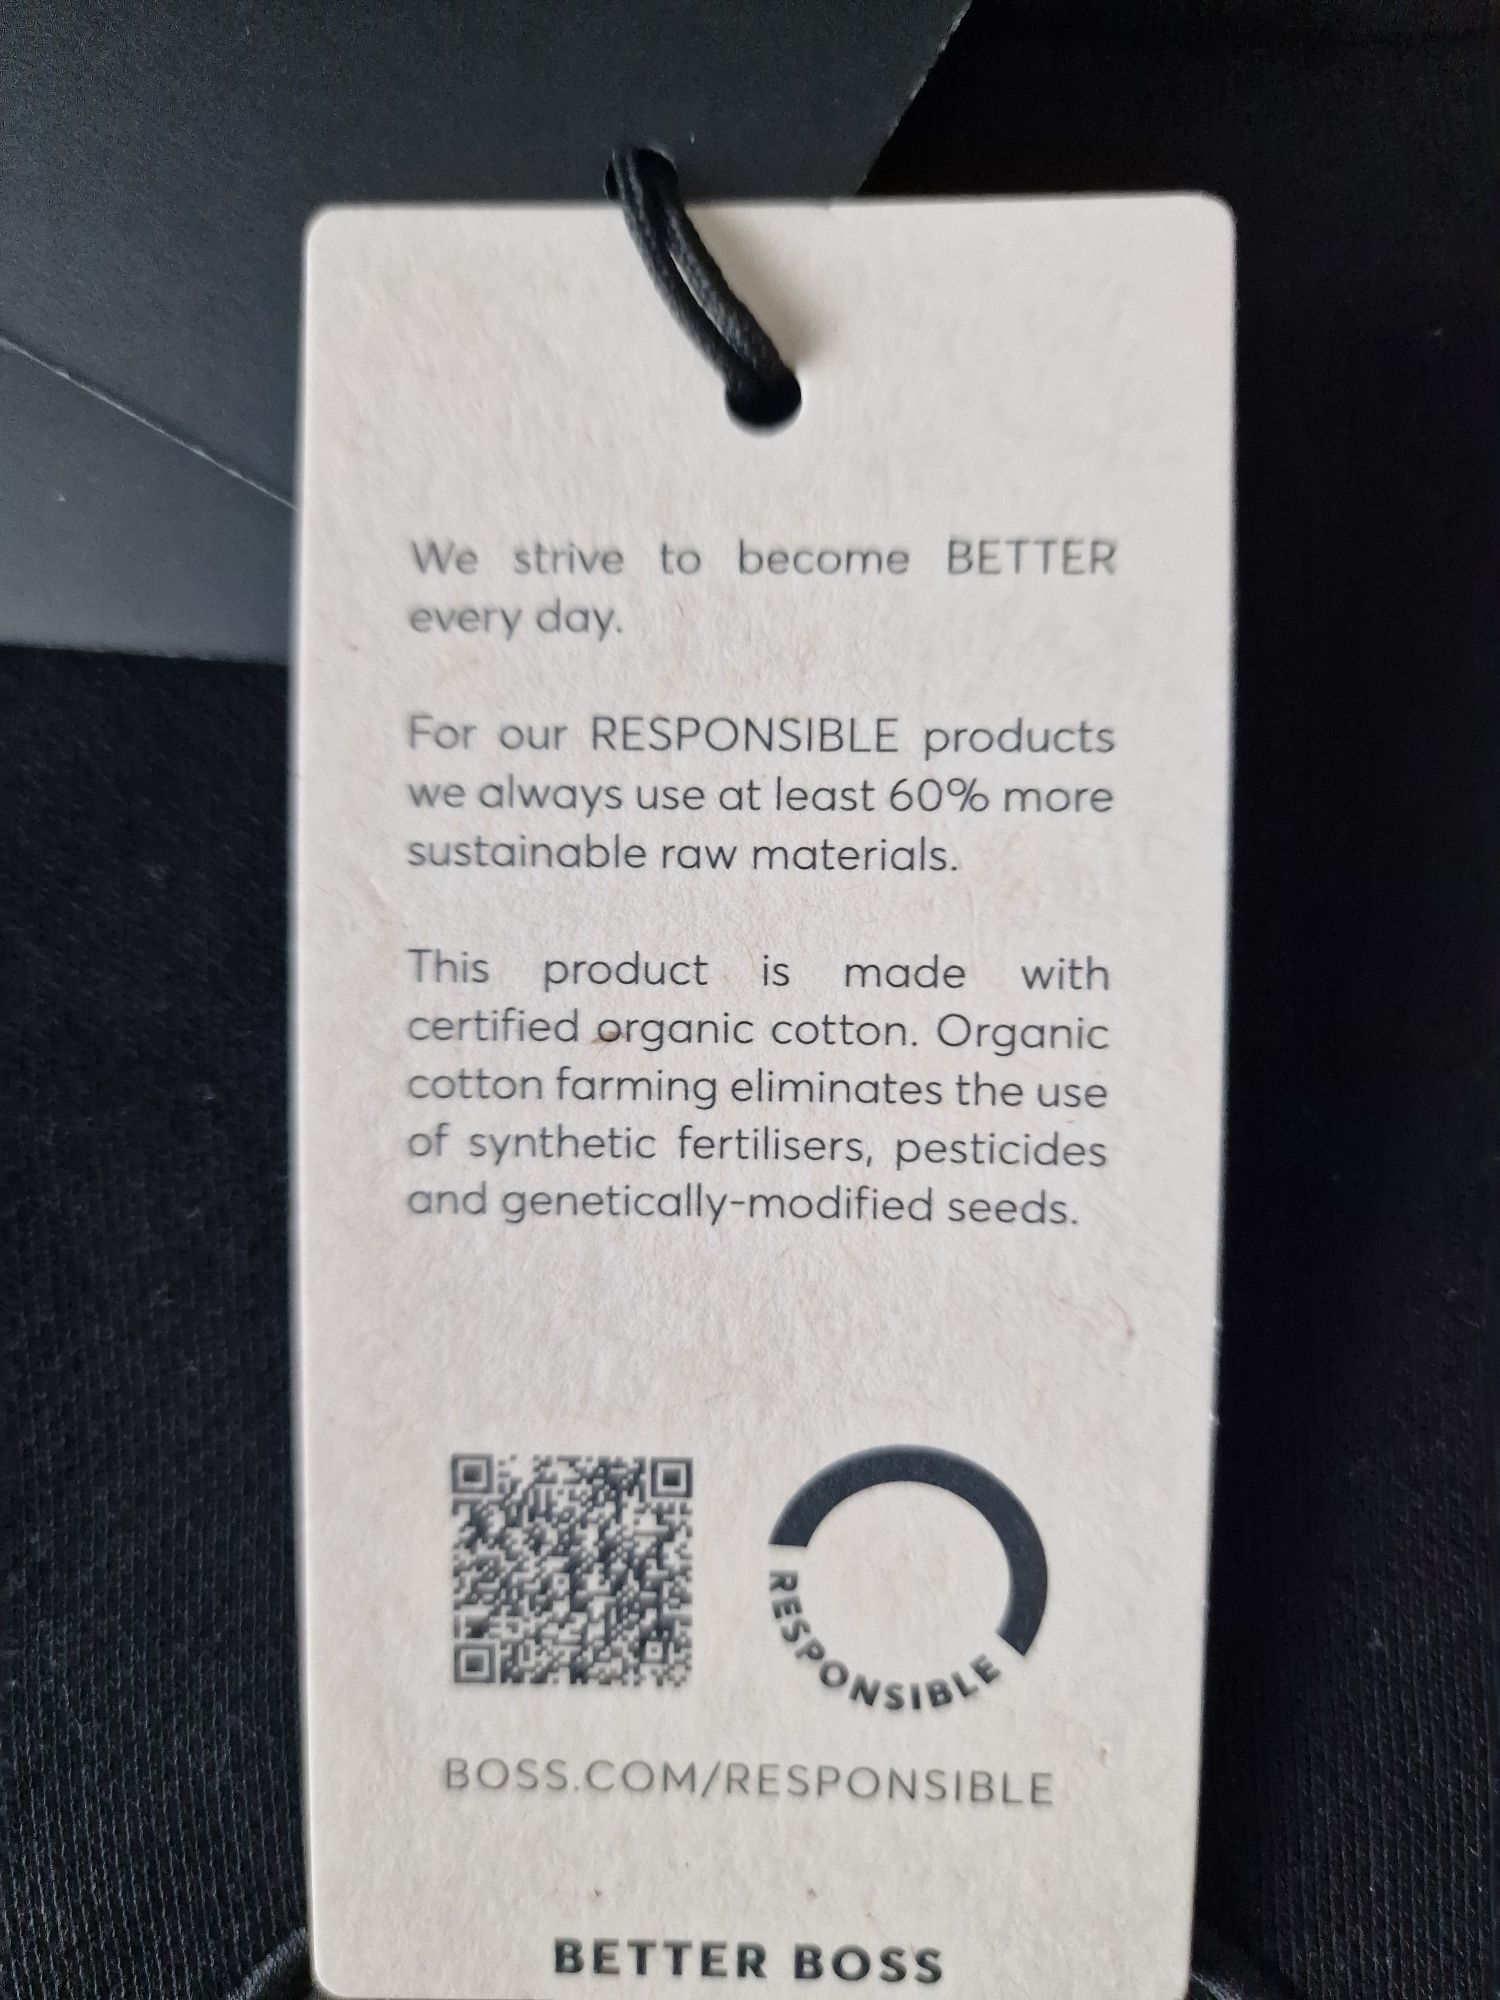 We strive to become BETTER
every day.
For our RESPONSIBLE products
we always use at least 60% more
sustainable raw materials.
This product is made with
certified organic cotton. Organic
cotton farming eliminates the use
of synthetic fertilisers, pesticides
and genetically-modified seeds.
RESPONSIBLE
BOSS.COM/RESPONSIBLE
BETTER BOSS